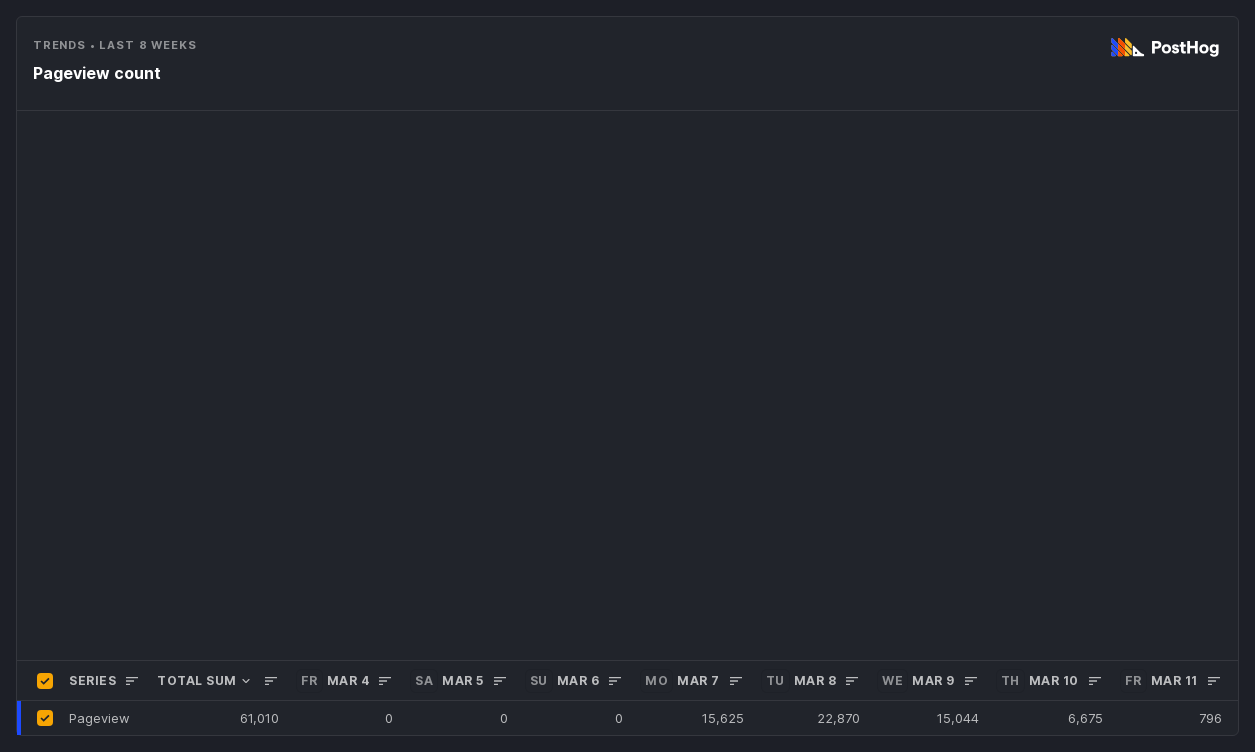 TRENDS • LAST 8 WEEKS
PostHog
Pageview count
SERIES TOTAL SUM FR MAR 4 SA MAR 5 SU MAR 6 MO MAR 7 TU MAR 8 WE MAR 9 TH MAR 10 FR MAR 11
Pageview 61,010 0 0 0 15,625 22,870 15,044 6,675 796